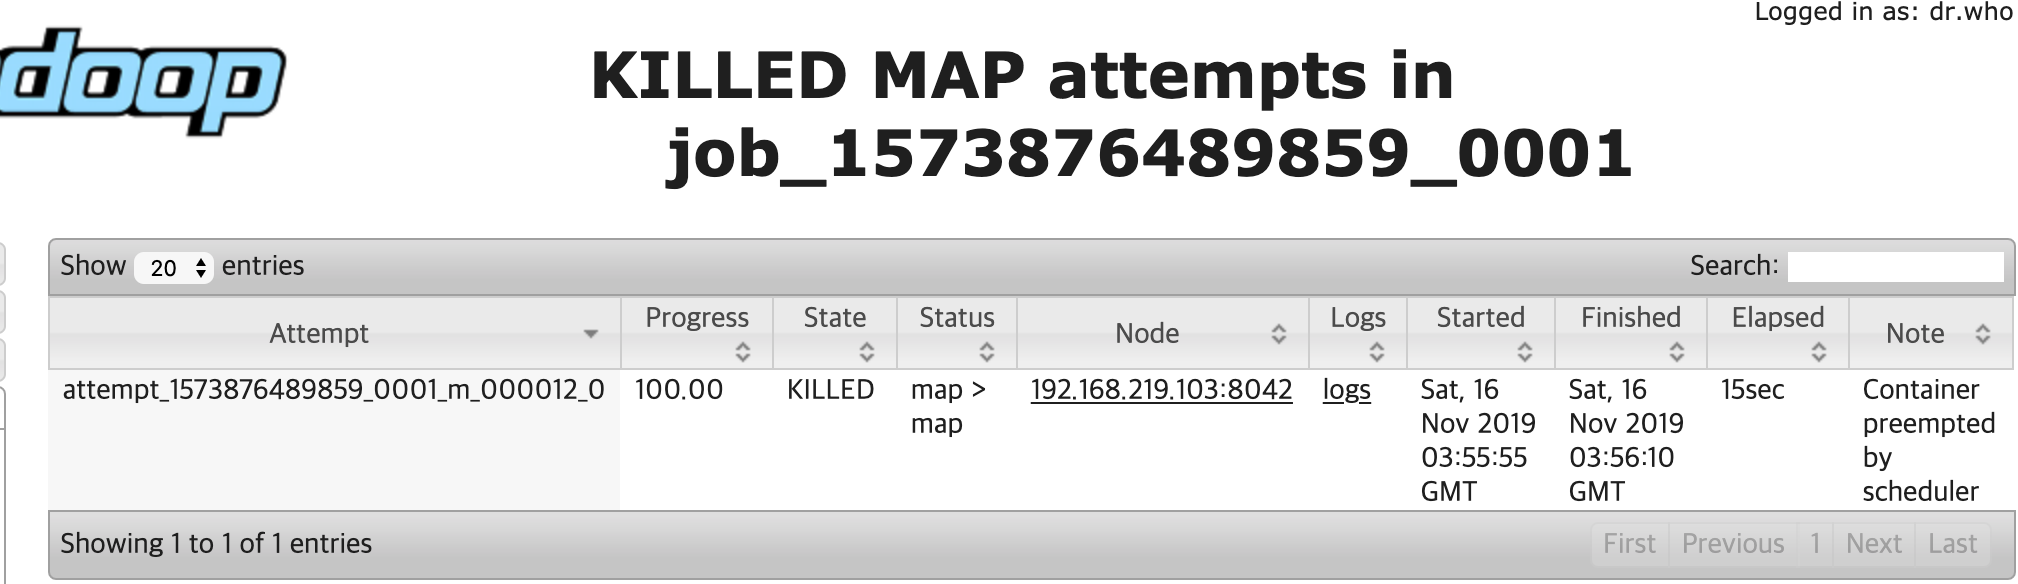 Logged in as: dr.who
doop
KILLED MAP attempts in
job_1573876489859_0001
Show 20 entries
Search:
Attempt Progress State Status Node Logs Started Finished Elapsed Note
attempt_1573876489859_0001_m_000012_0 100.00 KILLED map > 192.168.219.103:8042 logs Sat, 16 Sat, 16 15sec Container
map Nov 2019 Nov 2019 preempted
03:55:55 03:56:10 by
GMT GMT scheduler
Showing 1 to 1 of 1 entries
First Previous 1 Next Last